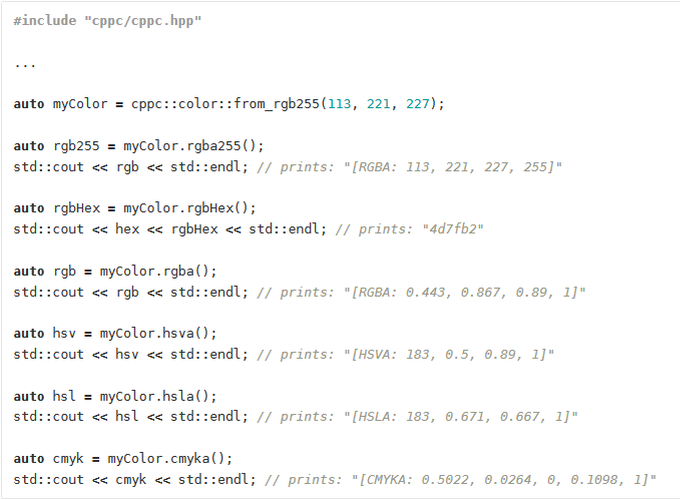 #include "cppc/cppc.hpp"
...
auto myColor = cppc::color::from_rgb255(113, 221, 227);
auto rgb255 = myColor.rgba255();
std::cout << rgb << std::endl; // prints: "[RGBA: 113, 221, 227, 255]"
auto rgbHex = myColor.rgbHex();
std::cout << hex << rgbHex << std::endl; // prints: "4d7fb2"
auto rgb = myColor.rgba();
std::cout << rgb << std::endl; // prints: "[RGBA: 0.443, 0.867, 0.89, 1]"
auto hsv = myColor.hsva();
std::cout << hsv << std::endl; // prints: "[HSVA: 183, 0.5, 0.89, 1]"
auto hsl = myColor.hsla();
std::cout << hsl << std::endl; // prints: "[HSLA: 183, 0.671, 0.667, 1]"
auto cmyk = myColor.cmyka();
std::cout << cmyk << std::endl; // prints: "[CMYKA: 0.5022, 0.0264, 0, 0.1098, 1]"